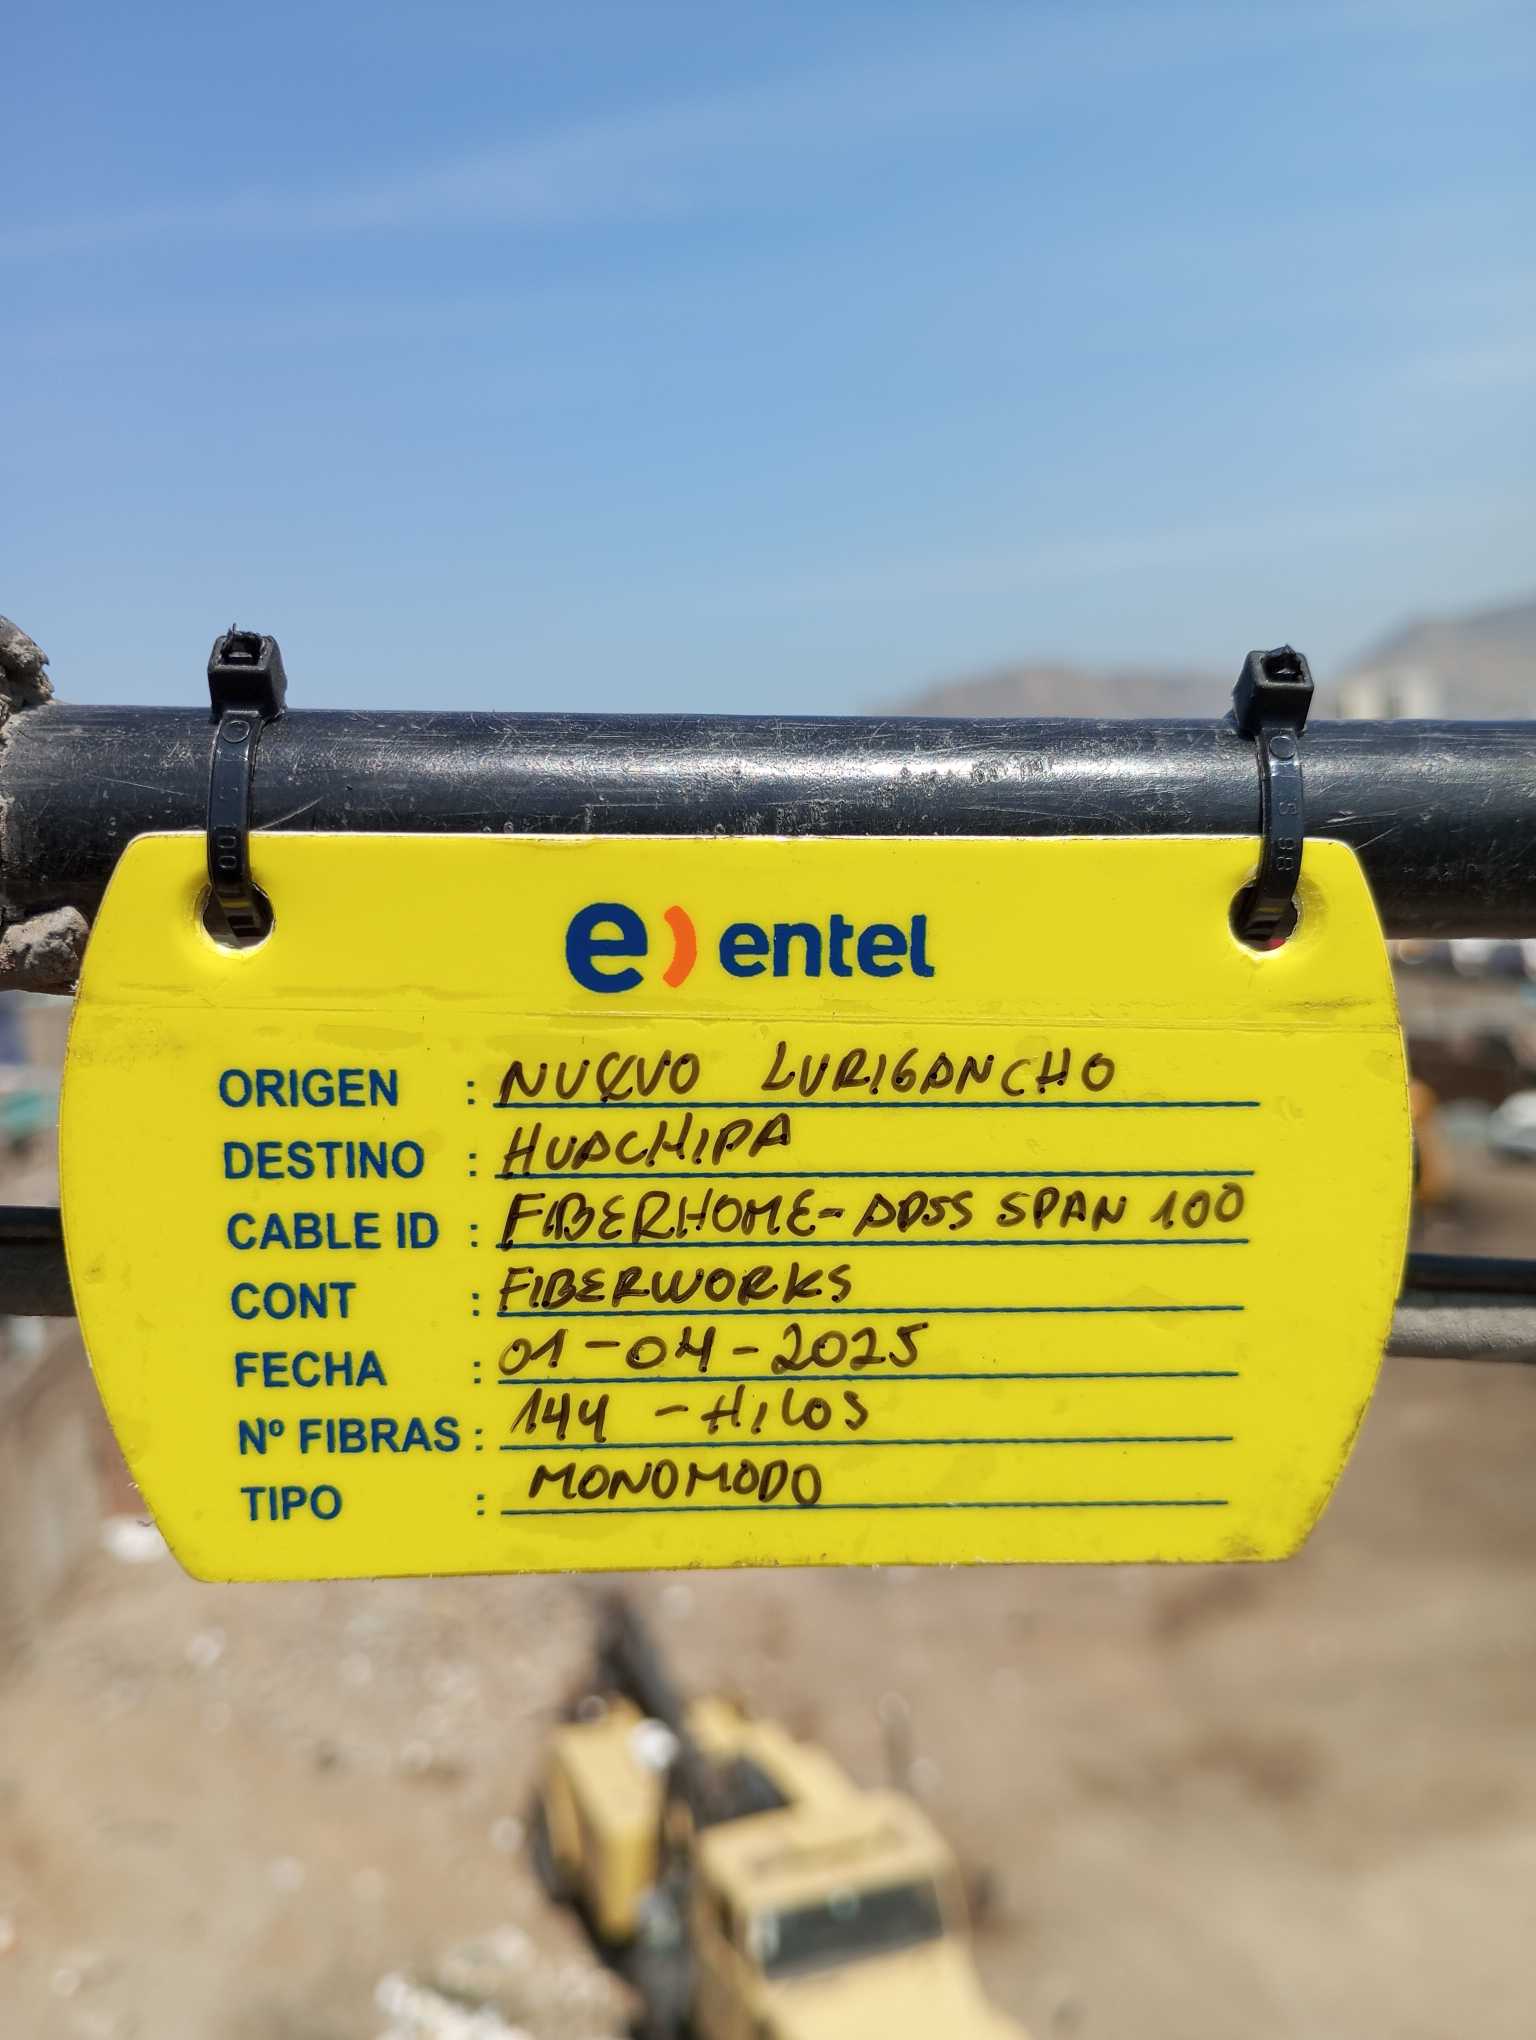 e) entel
ORIGEN : NUEVO LURIGANCHO
DESTINO : HUACHIPA
CABLE ID : FIBERHOME-ADSS SPAN 100
CONT : FIBERWORKS
FECHA : 01-04-2025
Nº FIBRAS : 144 - HILOS
TIPO : MONOMODO